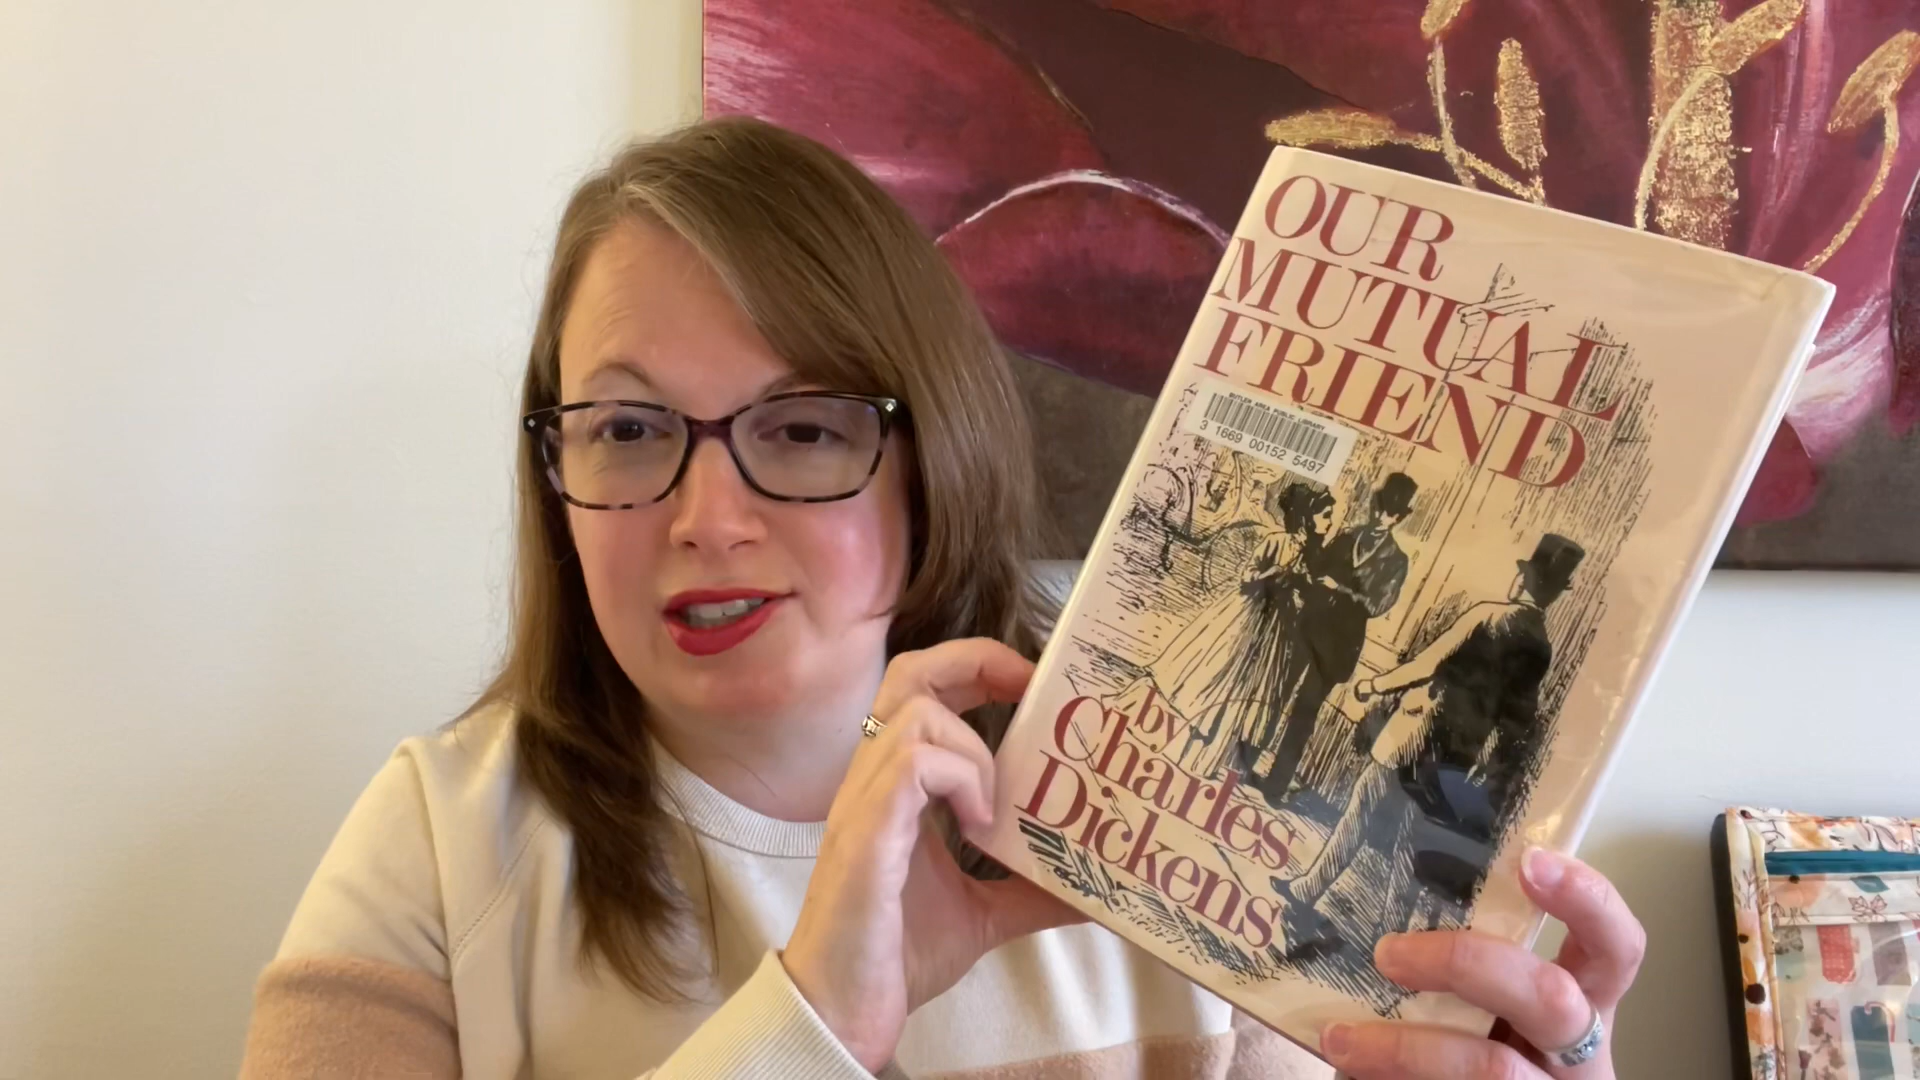 OUR
MUTUAL
FRIEND
BUTLER AREA PUBLIC LIBRARY
3 1669 00152 5497
by
Charles
Dickens